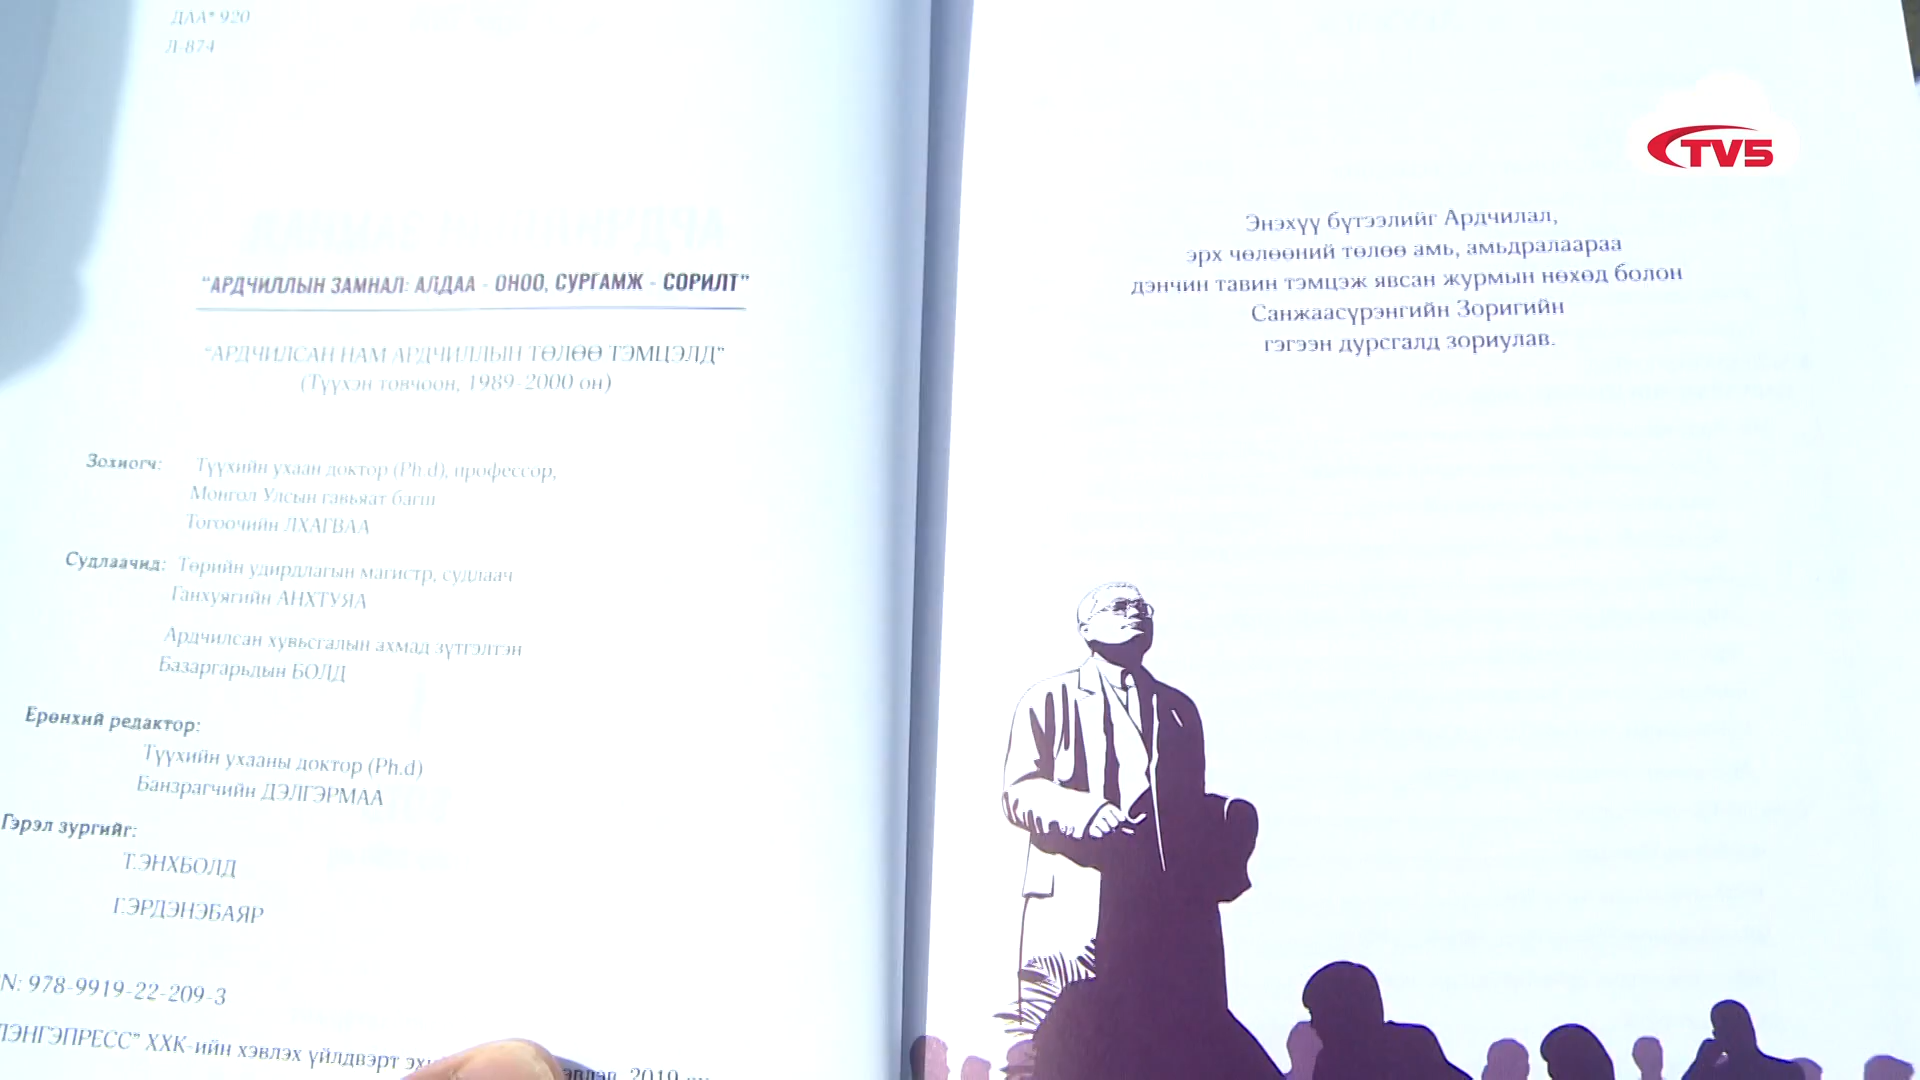 ДАА* 920
Л-874
"АРДЧИЛЛЫН ЗАМНАЛ: АЛДАА - ОНОО, СУРГАМЖ - СОРИЛТ"
"АРДЧИЛСАН НАМ АРДЧИЛЛЫН ТӨЛӨӨ ТЭМЦЭЛД"
(Түүхэн товчоон, 1989-2000 он)
Зохиогч: Түүхийн ухаан доктор (Ph.d), профессор,
Монгол Улсын гавьяат багш
Тогоочийн ЛХАГВАА
Судлаачид: Төрийн удирдлагын магистр, судлаач
Ганхуягийн АНХТУЯА
Ардчилсан хувьсгалын ахмад зүтгэлтэн
Базаргарьдын БОЛД
Ерөнхий редактор:
Түүхийн ухааны доктор (Ph.d)
Банзрагчийн ДЭЛГЭРМАА
Гэрэл зургийг:
Т.ЭНХБОЛД
Г.ЭРДЭНЭБАЯР
N: 978-9919-22-209-3
ЛЭНГЭПРЕСС" ХХК-ийн хэвлэх үйлдвэрт 2019
Энэхүү бүтээлийг Ардчилал,
эрх чөлөөний төлөө амь, амьдралаараа
дэнчин тавин тэмцэж явсан журмын нөхөд болон
Санжаасүрэнгийн Зоригийн
гэгээн дурсгалд зориулав.
TV5